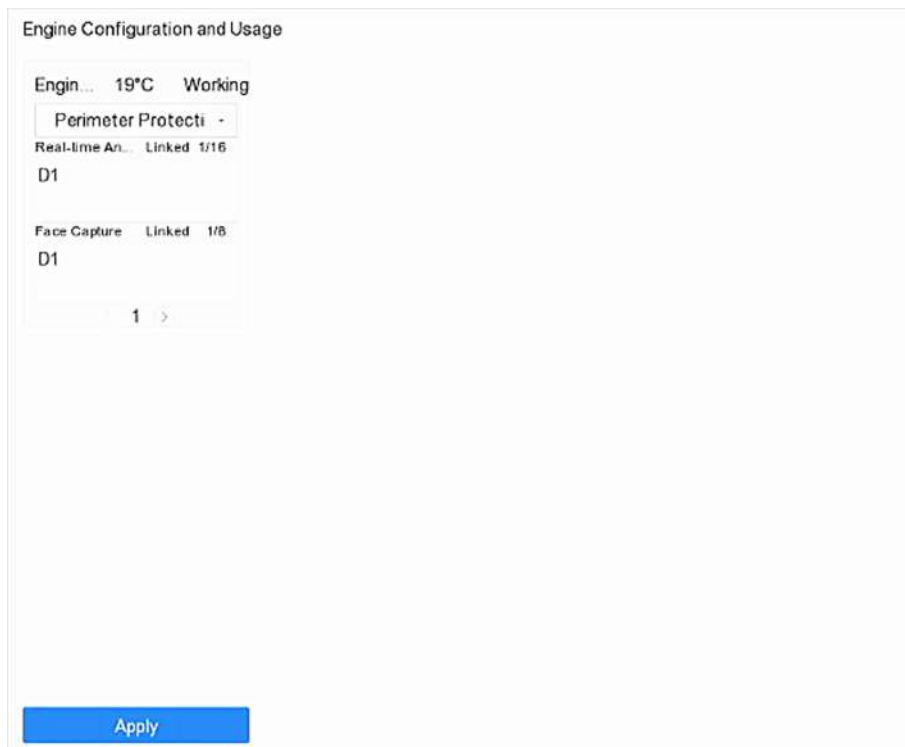 Engine Configuration and Usage
Engin... 19°C Working
Perimeter Protecti
Real-time An... Linked 1/16
D1
Face Capture Linked 1/8
D1
1 >
Apply